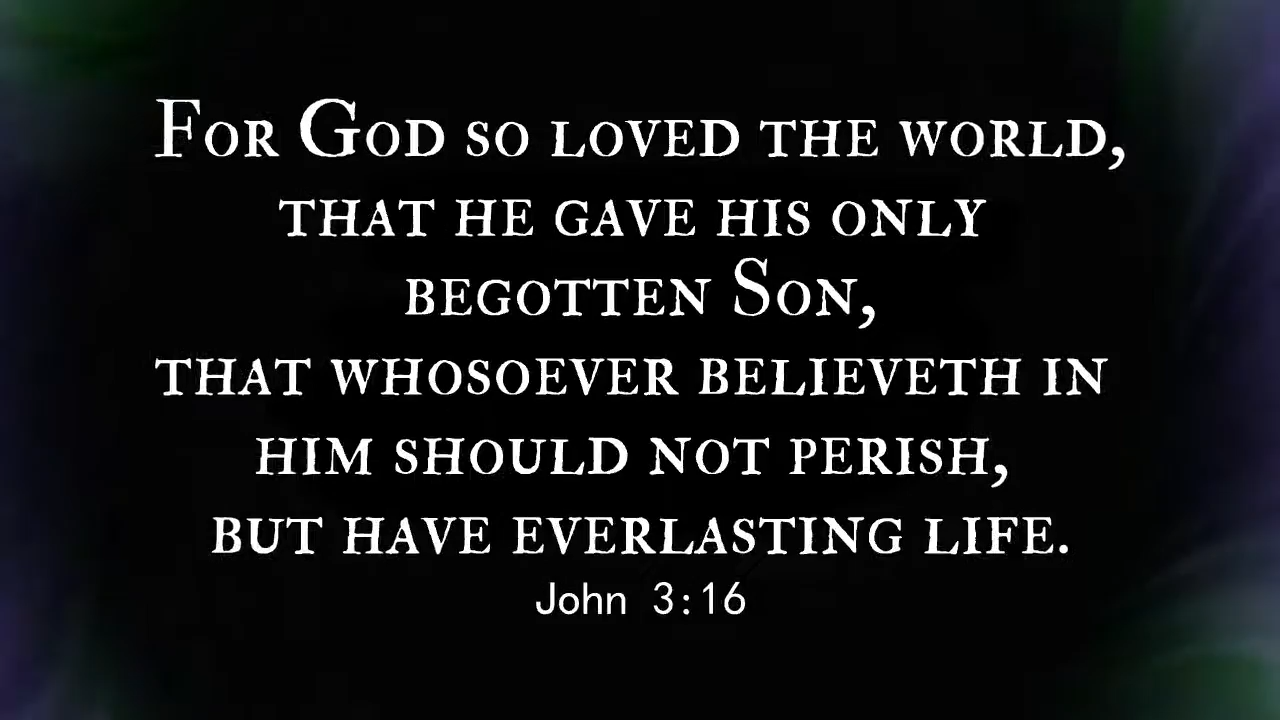 For God so loved the world,
that he gave his only
begotten Son,
that whosoever believeth in
him should not perish,
but have everlasting life.
John 3:16